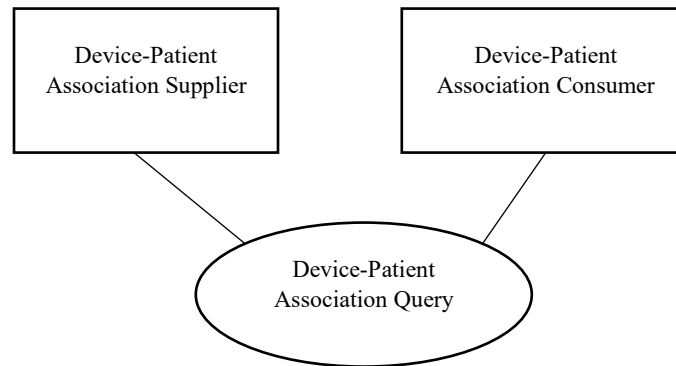 Device-Patient
Association Supplier
Device-Patient
Association Consumer
Device-Patient
Association Query